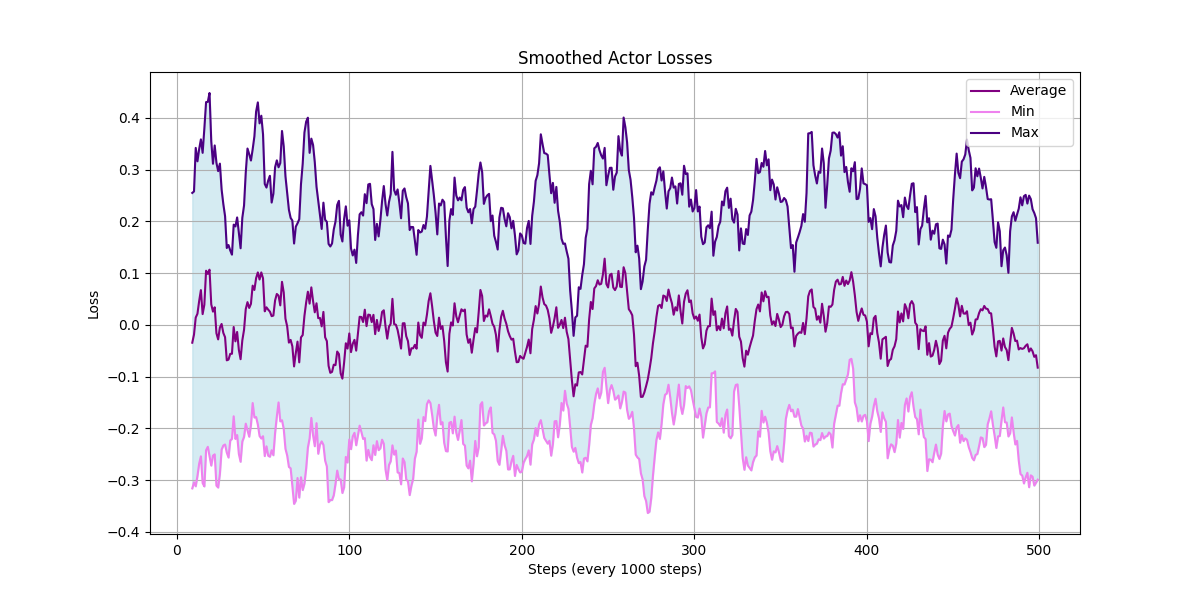 Smoothed Actor Losses
Average
Min
Max
Loss
0.4
0.3
0.2
0.1
0.0
−0.1
−0.2
−0.3
−0.4
0 100 200 300 400 500
Steps (every 1000 steps)